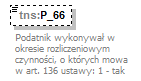 tns:P_66
Podatnik wykonywał w
okresie rozliczeniowym
czynności, o których mowa
w art. 136 ustawy: 1 - tak